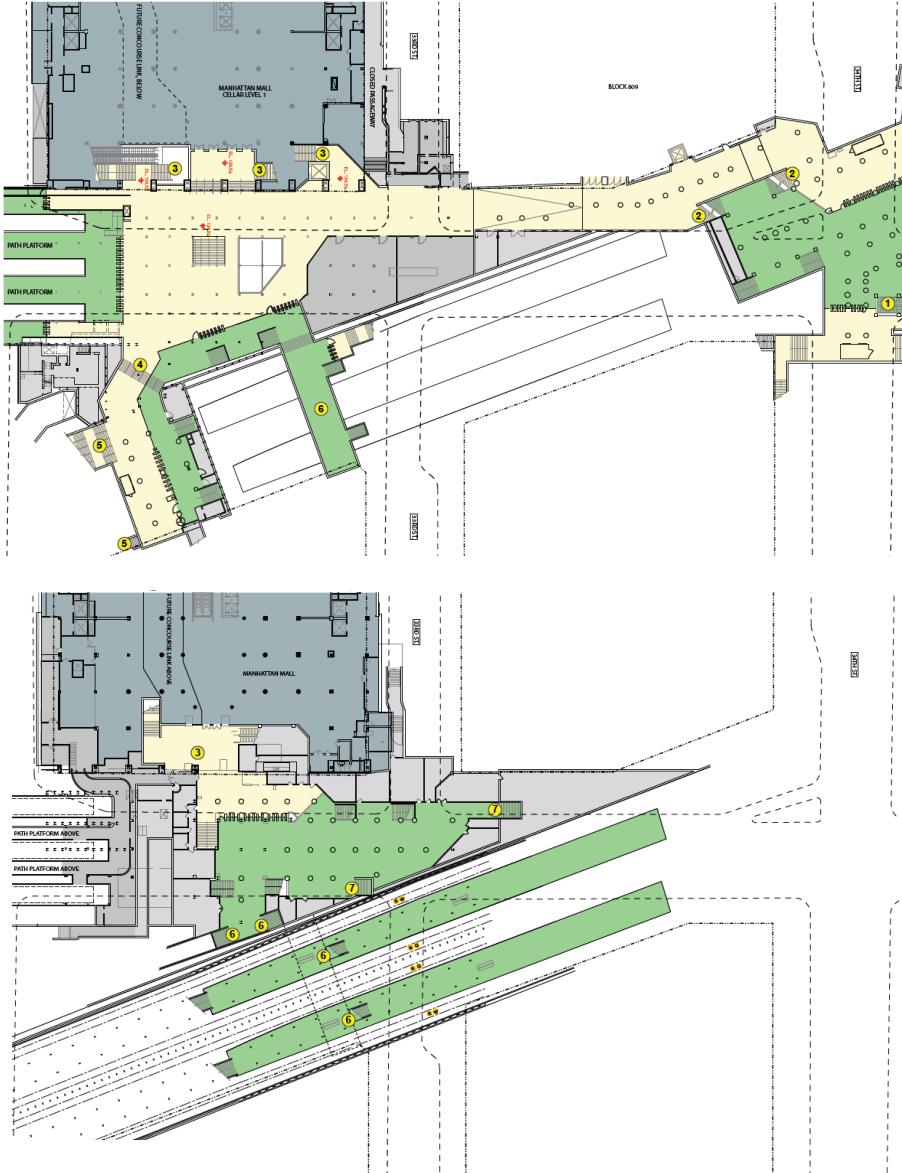 FUTURE CONCOURSE LINK, BELOW
MANHATTAN MALL
CELLAR LEVEL 1
CLOSED PASSAGEWAY
33RD ST.
BLOCK 809
34TH ST.
3
3
3
2
2
PATH PLATFORM
PATH PLATFORM
1
4
6
5
5
33RD ST.
FUTURE CONCOURSE LINK ABOVE
MANHATTAN MALL
33RD ST.
34TH ST.
3
7
PATH PLATFORM ABOVE
PATH PLATFORM ABOVE
7
6
6
6
6